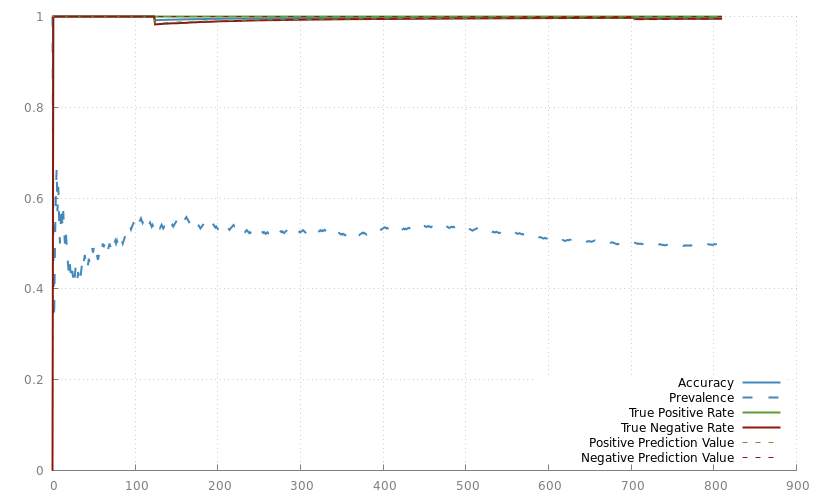 1
0.8
0.6
0.4
0.2
0
Accuracy
Prevalence
True Positive Rate
True Negative Rate
Positive Prediction Value
Negative Prediction Value
0 100 200 300 400 500 600 700 800 900